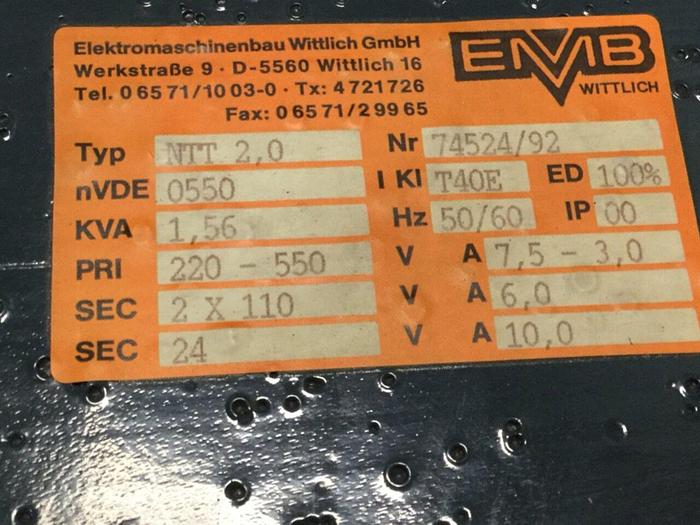 Elektromaschinenbau Wittlich GmbH
Werkstraße 9 · D-5560 Wittlich 16
Tel. 0 65 71/10 03-0 · Tx: 4 721726
Fax: 0 65 71/2 99 65
EMB
WITTLICH
Typ NTT 2,0 Nr 74524/92
nVDE 0550 I Kl T40E ED 100%
KVA 1,56 Hz 50/60 IP 00
PRI 220 - 550 V A 7,5 - 3,0
SEC 2 X 110 V A 6,0
SEC 24 V A 10,0